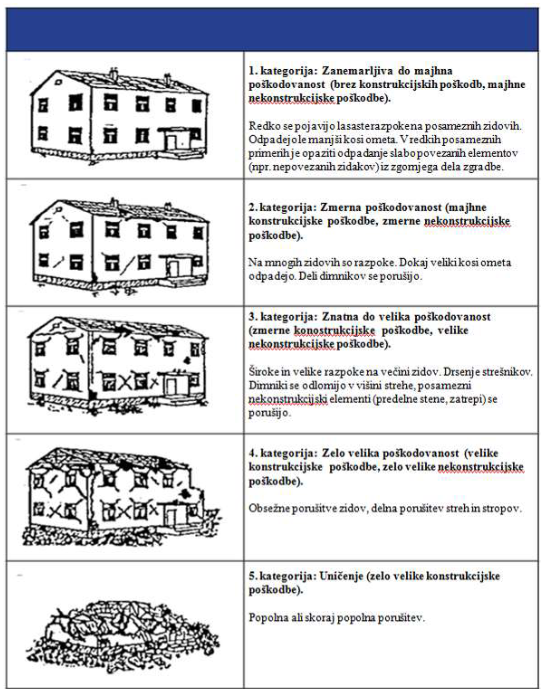 1. kategorija: Zanemarljiva do majhna
poškodovanost (brez konstrukcijskih poškodb, majhne
nekonstrukcijske poškodbe).
Redko se pojavijo lasaste razpoke na posameznih zidovih.
Odpadejo le manjši kosi ometa. V redkih posameznih
primerih je opaziti odpadanje slabo povezanih elementov
(npr. nepovezanih zidakov) iz zgornjega dela zgradbe.
2. kategorija: Zmerna poškodovanost (majhne
konstrukcijske poškodbe, zmerne nekonstrukcijske
poškodbe).
Na mnogih zidovih so razpoke. Dokaj veliki kosi ometa
odpadejo. Deli dimnikov se porušijo.
3. kategorija: Znatna do velika poškodovanost
(zmerne konostrukcijske poškodbe, velike
nekonstrukcijske poškodbe).
Široke in velike razpoke na večini zidov. Drsenje strešnikov.
Dimniki se odlomijo v višini strehe, posamezni
nekonstrukcijski elementi (predelne stene, zatrepi) se
porušijo.
4. kategorija: Zelo velika poškodovanost (velike
konstrukcijske poškodbe, zelo velike nekonstrukcijske
poškodbe).
Obsežne porušitve zidov, delna porušitev streh in stropov.
5. kategorija: Uničenje (zelo velike konstrukcijske
poškodbe).
Popolna ali skoraj popolna porušitev.